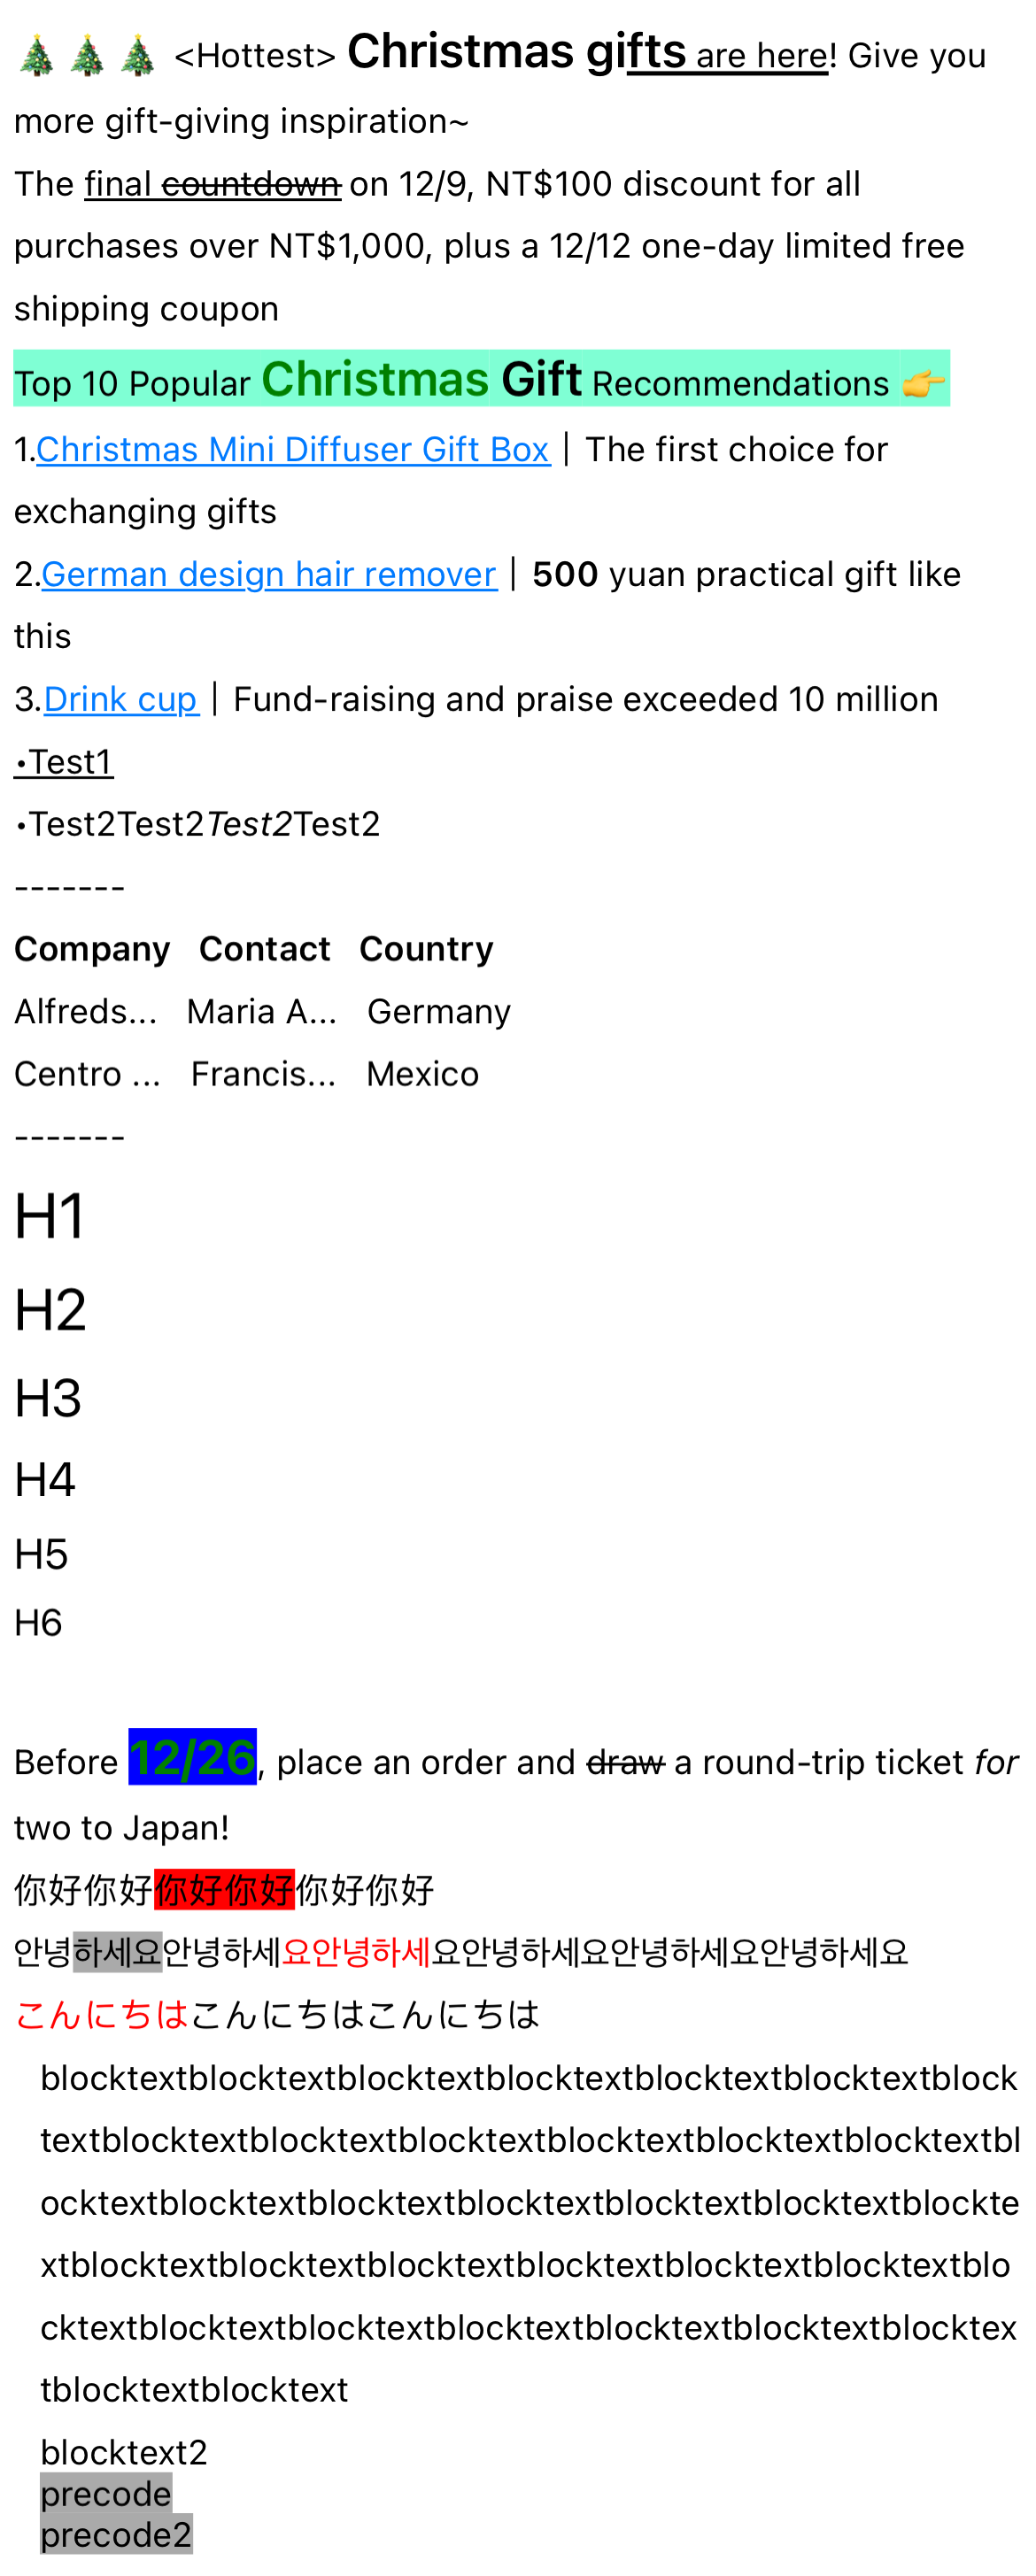 🎄🎄🎄 <Hottest> Christmas gifts are here! Give you
more gift-giving inspiration~
The final countdown on 12/9, NT$100 discount for all
purchases over NT$1,000, plus a 12/12 one-day limited free
shipping coupon
Top 10 Popular Christmas Gift Recommendations 👉
1.Christmas Mini Diffuser Gift Box｜The first choice for
exchanging gifts
2.German design hair remover｜500 yuan practical gift like
this
3.Drink cup｜Fund-raising and praise exceeded 10 million
•Test1
•Test2Test2Test2Test2
-------
Company Contact Country
Alfreds... Maria A... Germany
Centro ... Francis... Mexico
-------
H1
H2
H3
H4
H5
H6
Before 12/26, place an order and draw a round-trip ticket for
two to Japan!
你好你好你好你好你好你好
안녕하세요안녕하세요안녕하세요안녕하세요안녕하세요안녕하세요
こんにちはこんにちはこんにちは
blocktextblocktextblocktextblocktextblocktextblocktextblock
textblocktextblocktextblocktextblocktextblocktextblocktextbl
ocktextblocktextblocktextblocktextblocktextblocktextblockte
xtblocktextblocktextblocktextblocktextblocktextblocktextblo
cktextblocktextblocktextblocktextblocktextblocktextblocktex
tblocktextblocktext
blocktext2
precode
precode2